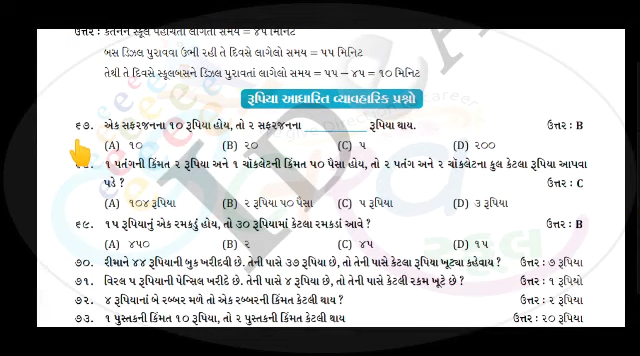 ઉત્તર : કેતનને સ્કૂલ પહોંચતાં લાગતો સમય = ૪૫ મિનિટ
બસ ડિઝલ પુરાવવા ઉભી રહી તે દિવસે લાગેલો સમય = ૫૫ મિનિટ
તેથી તે દિવસે સ્કૂલબસને ડિઝલ પુરાવતાં લાગેલો સમય = ૫૫ – ૪૫ = ૧૦ મિનિટ
રૂપિયા આધારિત વ્યાવહારિક પ્રશ્નો
૬૭. એક સફરજનના ૧૦ રૂપિયા હોય, તો ૨ સફરજનના ____________ રૂપિયા થાય. ઉત્તર : B
(A) ૧૦ (B) ૨૦ (C) ૫ (D) ૨૦૦
૧ પતંગની કિંમત ૨ રૂપિયા અને ૧ ચૉકલેટની કિંમત ૫૦ પૈસા હોય, તો ૨ પતંગ અને ૨ ચૉકલેટના કુલ કેટલા રૂપિયા આપવા
પડે ? ઉત્તર : C
(A) ૧૦૪ રૂપિયા (B) ૨ રૂપિયા ૫૦ પૈસા (C) ૫ રૂપિયા (D) ૩ રૂપિયા
૬૯. ૧૫ રૂપિયાનું એક રમકડું હોય, તો ૩૦ રૂપિયામાં કેટલા રમકડાં આવે ? ઉત્તર : B
(A) ૪૫૦ (B) ૨ (C) ૪૫ (D) ૧૫
૭૦. રીમાને ૪૪ રૂપિયાની બુક ખરીદવી છે. તેની પાસે ૩૭ રૂપિયા છે, તો તેની પાસે કેટલા રૂપિયા ખૂટ્યા કહેવાય ? ઉત્તર : ૭ રૂપિયા
૭૧. વિરલ ૫ રૂપિયાની પેન્સિલ ખરીદે છે. તેની પાસે ૪ રૂપિયા છે, તો તેની પાસે કેટલી રકમ ખૂટે છે ? ઉત્તર : ૧ રૂપિયો
૭૨. ૪ રૂપિયાનાં બે રબ્બર મળે તો એક રબ્બરની કિંમત કેટલી થાય ? ઉત્તર : ૨ રૂપિયા
૭૩. ૧ પુસ્તકની કિંમત ૧૦ રૂપિયા, તો ૨ પુસ્તકની કિંમત કેટલી થાય ઉત્તર : ૨૦ રૂપિયા